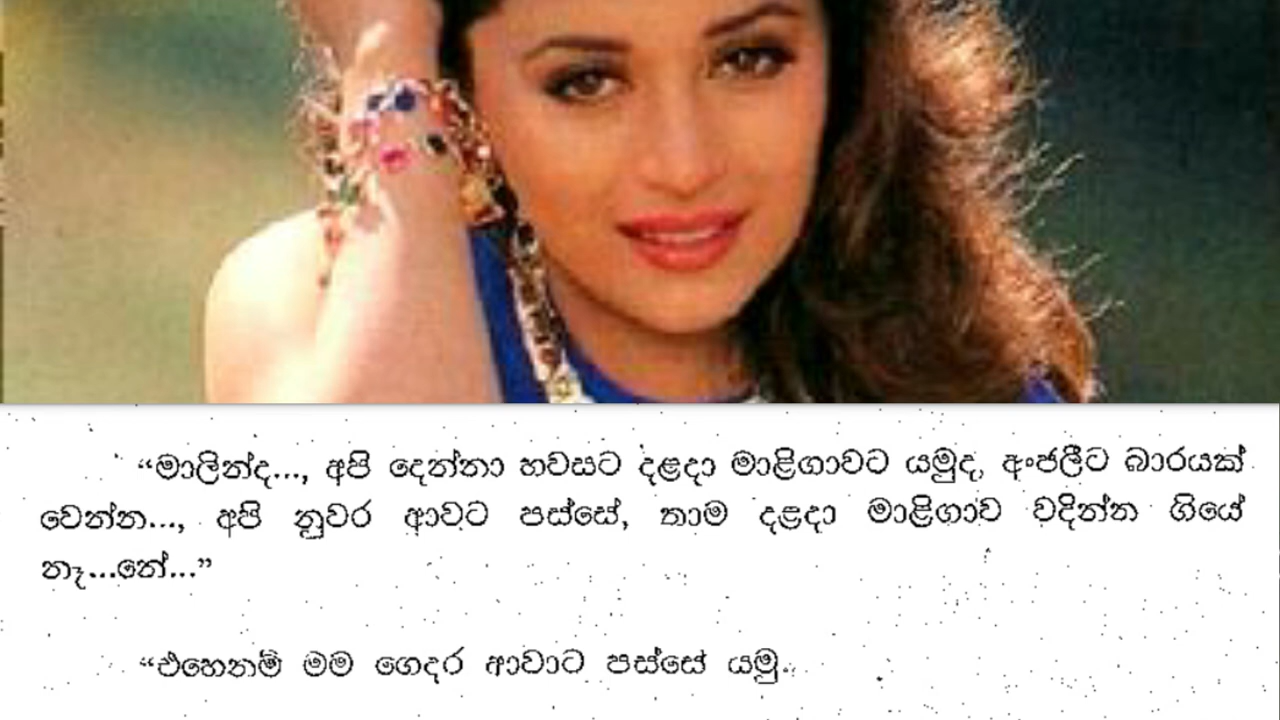 “මාලින්ද..., අපි දෙන්නා හවසට දළදා මාළිගාවට යමුද, අංජලීට බාරයක්
වෙන්න..., අපි නුවර ආවට පස්සේ, තාම දළදා මාළිගාව වදින්න ගියේ
නෑ...නේ...”
“එහෙනම් මම ගෙදර ආවාට පස්සේ යමු.